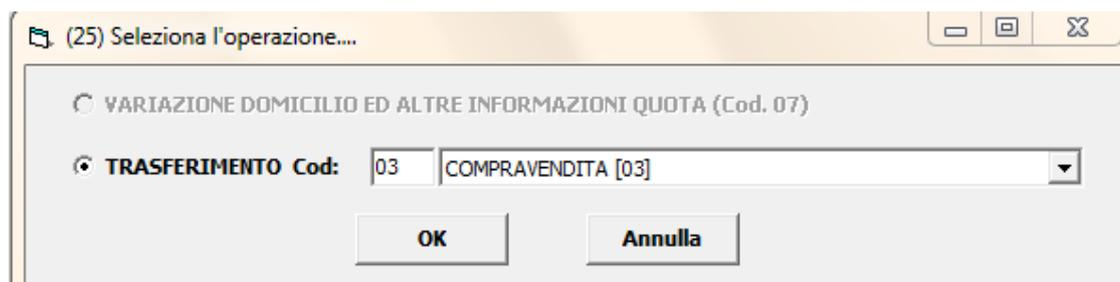 (25) Seleziona l'operazione....
VARIAZIONE DOMICILIO ED ALTRE INFORMAZIONI QUOTA (Cod. 07)
TRASFERIMENTO Cod: 03 COMPRAVENDITA [03]
OK Annulla